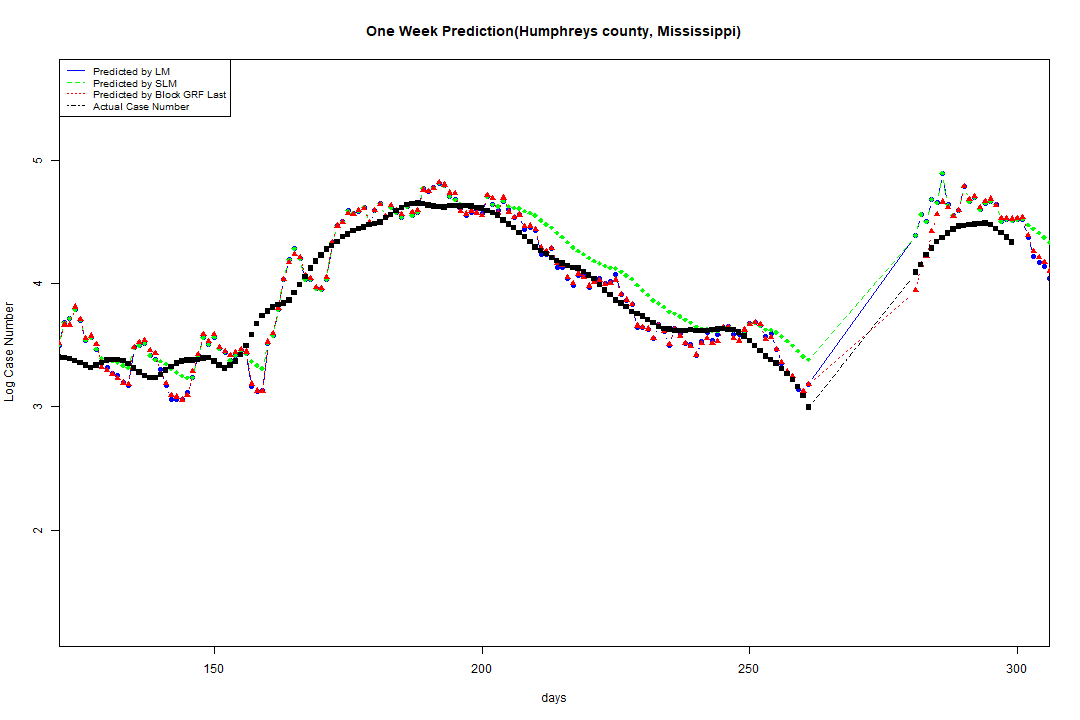 One Week Prediction(Humphreys county, Mississippi)
Predicted by LM
Predicted by SLM
Predicted by Block GRF Last
Actual Case Number
5
4
3
2
Log Case Number
150
200
250
300
days